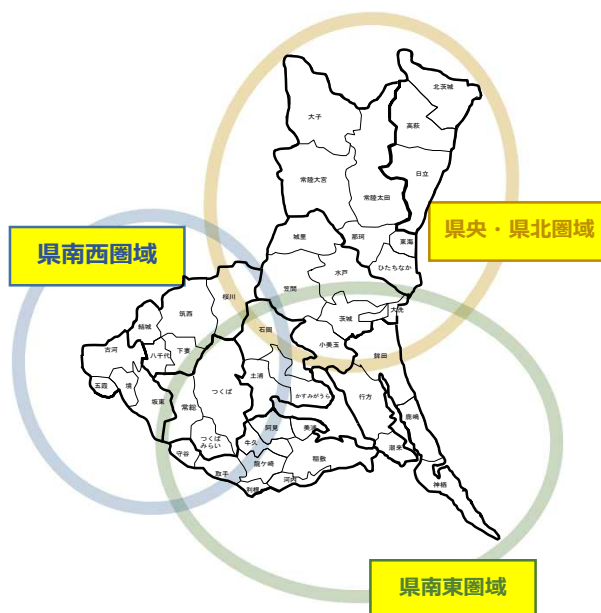 北茨城
大子
高萩
日立
常陸大宮
常陸太田
県央・県北圏域
城里
那珂
東海
ひたちなか
県南西圏域
水戸
笠間
桜川
大洗
茨城
筑西
石岡
結城
小美玉
古河
下妻
八千代
鉾田
土浦
五霞
境
つくば
かすみがうら
行方
坂東
常総
鹿嶋
阿見
美浦
つくば
みらい
牛久
潮来
守谷
龍ケ崎
稲敷
取手
河内
神栖
利根
県南東圏域